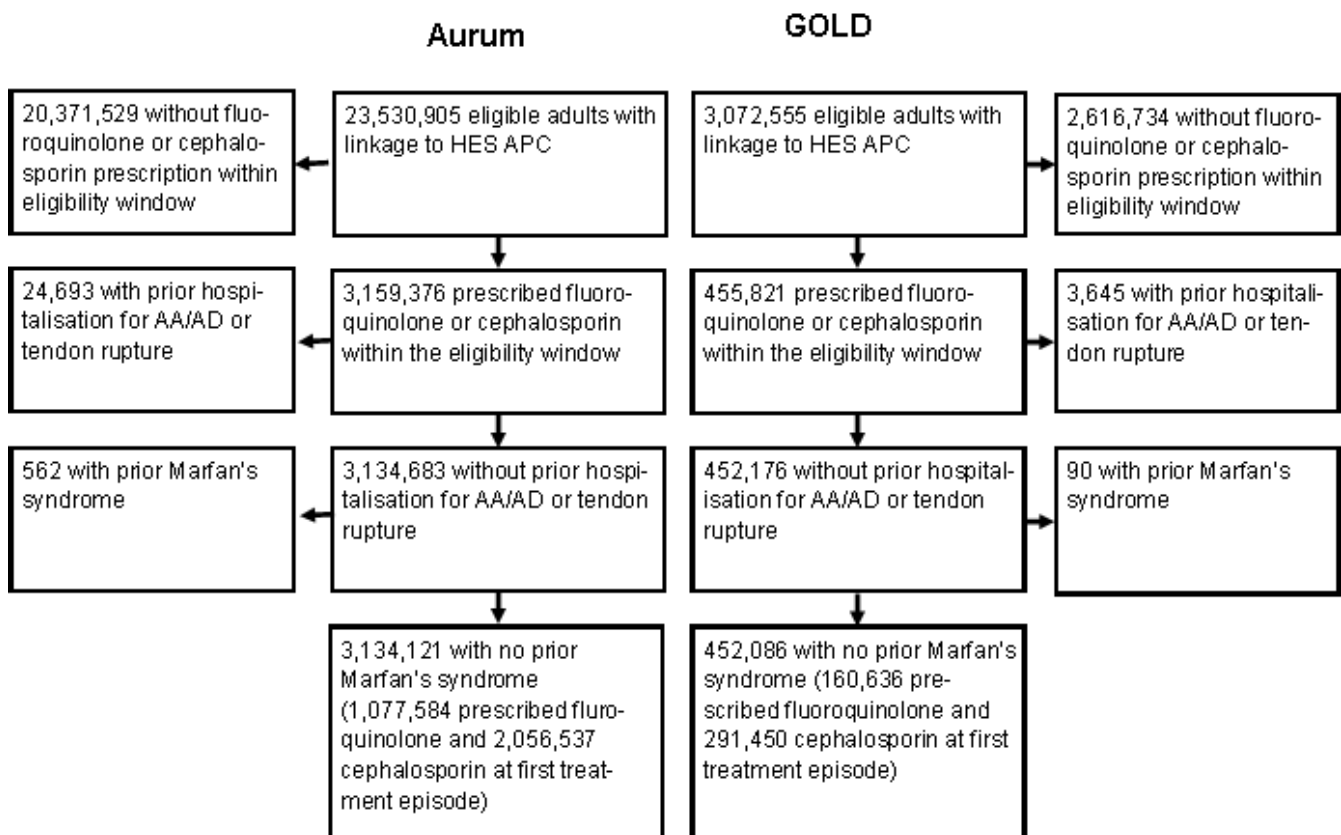 Aurum
GOLD
20,371,529 without fluo-
roquinolone or cephalo-
sporin prescription within
eligibility window
23,530,905 eligible adults with
linkage to HES APC
3,072,555 eligible adults with
linkage to HES APC
2,616,734 without fluoro-
quinolone or cephalo-
sporin prescription within
eligibility window
24,693 with prior hospi-
talisation for AA/AD or
tendon rupture
3,159,376 prescribed fluoro-
quinolone or cephalosporin
within the eligibility window
455,821 prescribed fluoro-
quinolone or cephalosporin
within the eligibility window
3,645 with prior hospital-
isation for AA/AD or ten-
don rupture
562 with prior Marfan's
syndrome
3,134,683 without prior hospi-
talisation for AA/AD or tendon
rupture
452,176 without prior hospital-
isation for AA/AD or tendon
rupture
90 with prior Marfan's
syndrome
3,134,121 with no prior
Marfan's syndrome
(1,077,584 prescribed fluro-
quinolone and 2,056,537
cephalosporin at first treat-
ment episode)
452,086 with no prior Marfan's
syndrome (160,636 pre-
scribed fluoroquinolone and
291,450 cephalosporin at first
treatment episode)